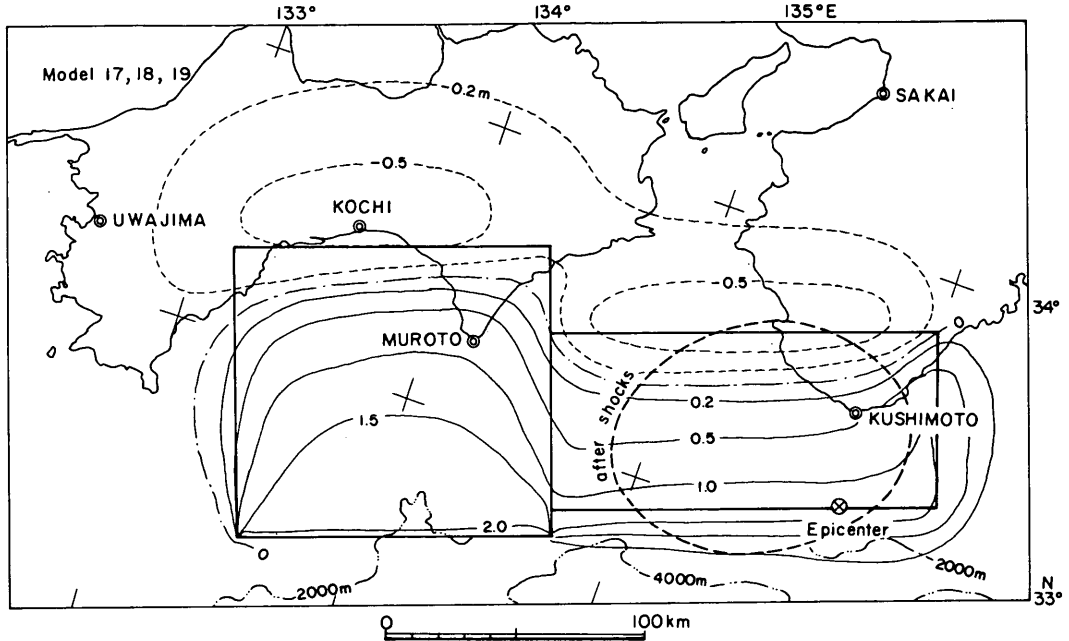 133° 134° 135°E
Model 17, 18, 19
0.2m
SAKAI
-0.5
KOCHI
UWAJIMA
-0.5
0
34°
MUROTO
after shocks
0.2
KUSHIMOTO
1.5
0.5
1.0
2.0
Epicenter
0
2000m
4000m
2000m
N
33°
0 100km